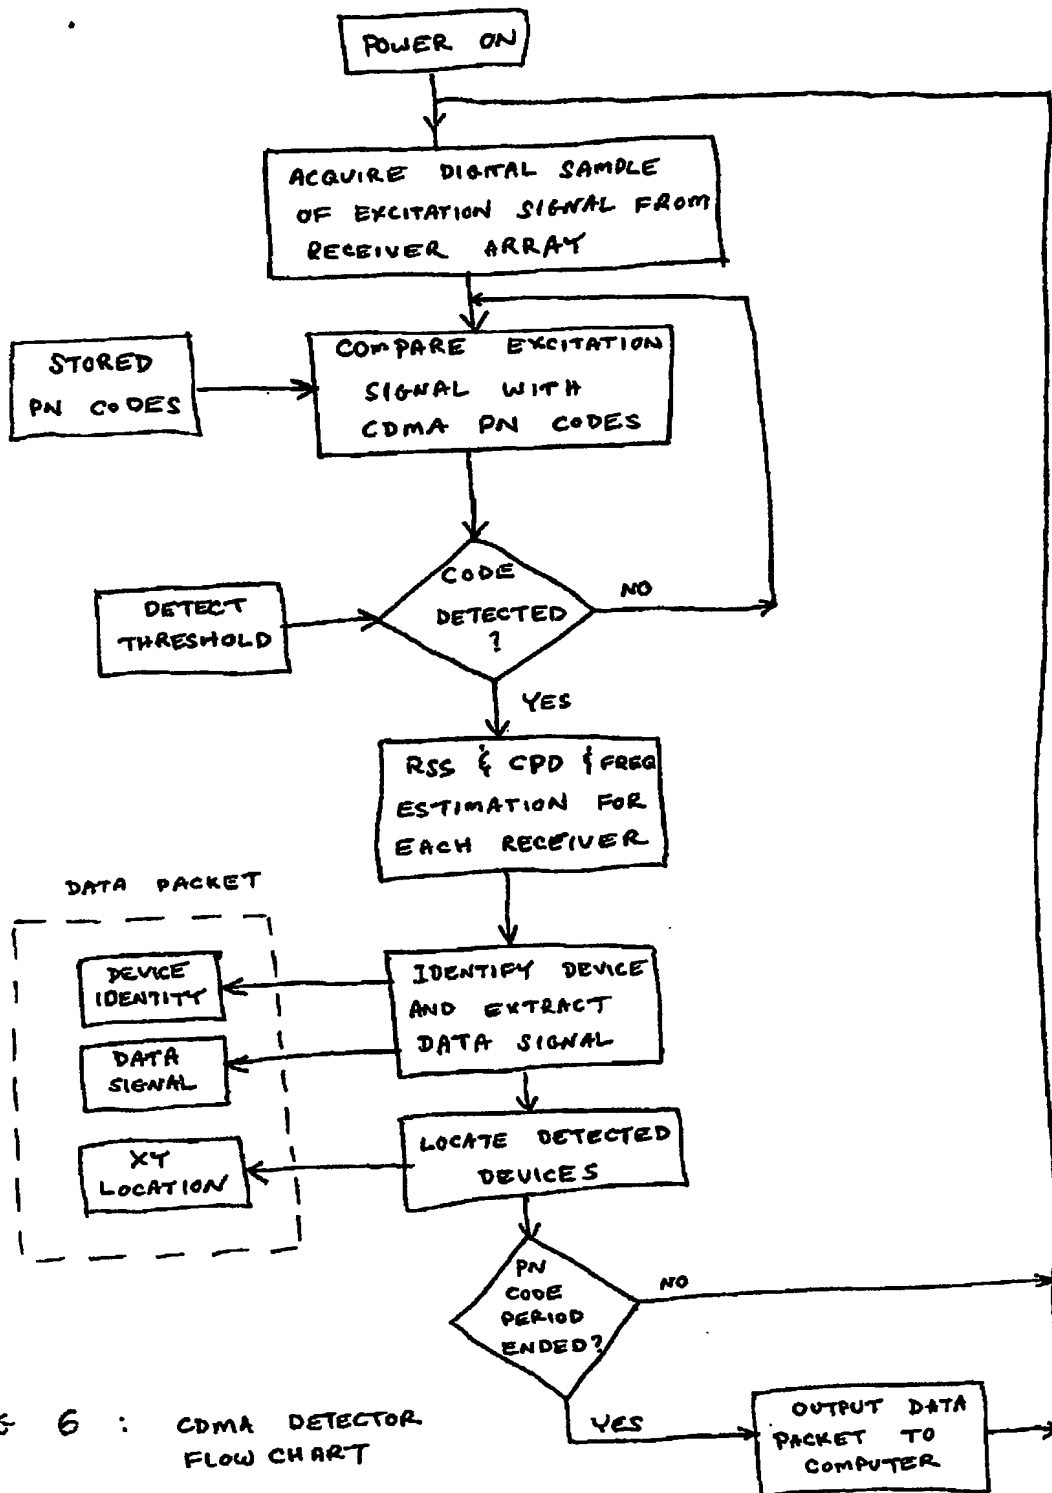 POWER ON
ACQUIRE DIGITAL SAMPLE
OF EXCITATION SIGNAL FROM
RECEIVER ARRAY
STORED
PN CODES
COMPARE EXCITATION
SIGNAL WITH
CDMA PN CODES
DETECT
THRESHOLD
CODE
DETECTED
?
NO
YES
RSS & CPD & FREQ
ESTIMATION FOR
EACH RECEIVER
DATA PACKET
DEVICE
IDENTITY
DATA
SIGNAL
XY
LOCATION
IDENTIFY DEVICE
AND EXTRACT
DATA SIGNAL
LOCATE DETECTED
DEVICES
PN
CODE
PERIOD
ENDED?
NO
YES
OUTPUT DATA
PACKET TO
COMPUTER
6 : CDMA DETECTOR
FLOW CHART